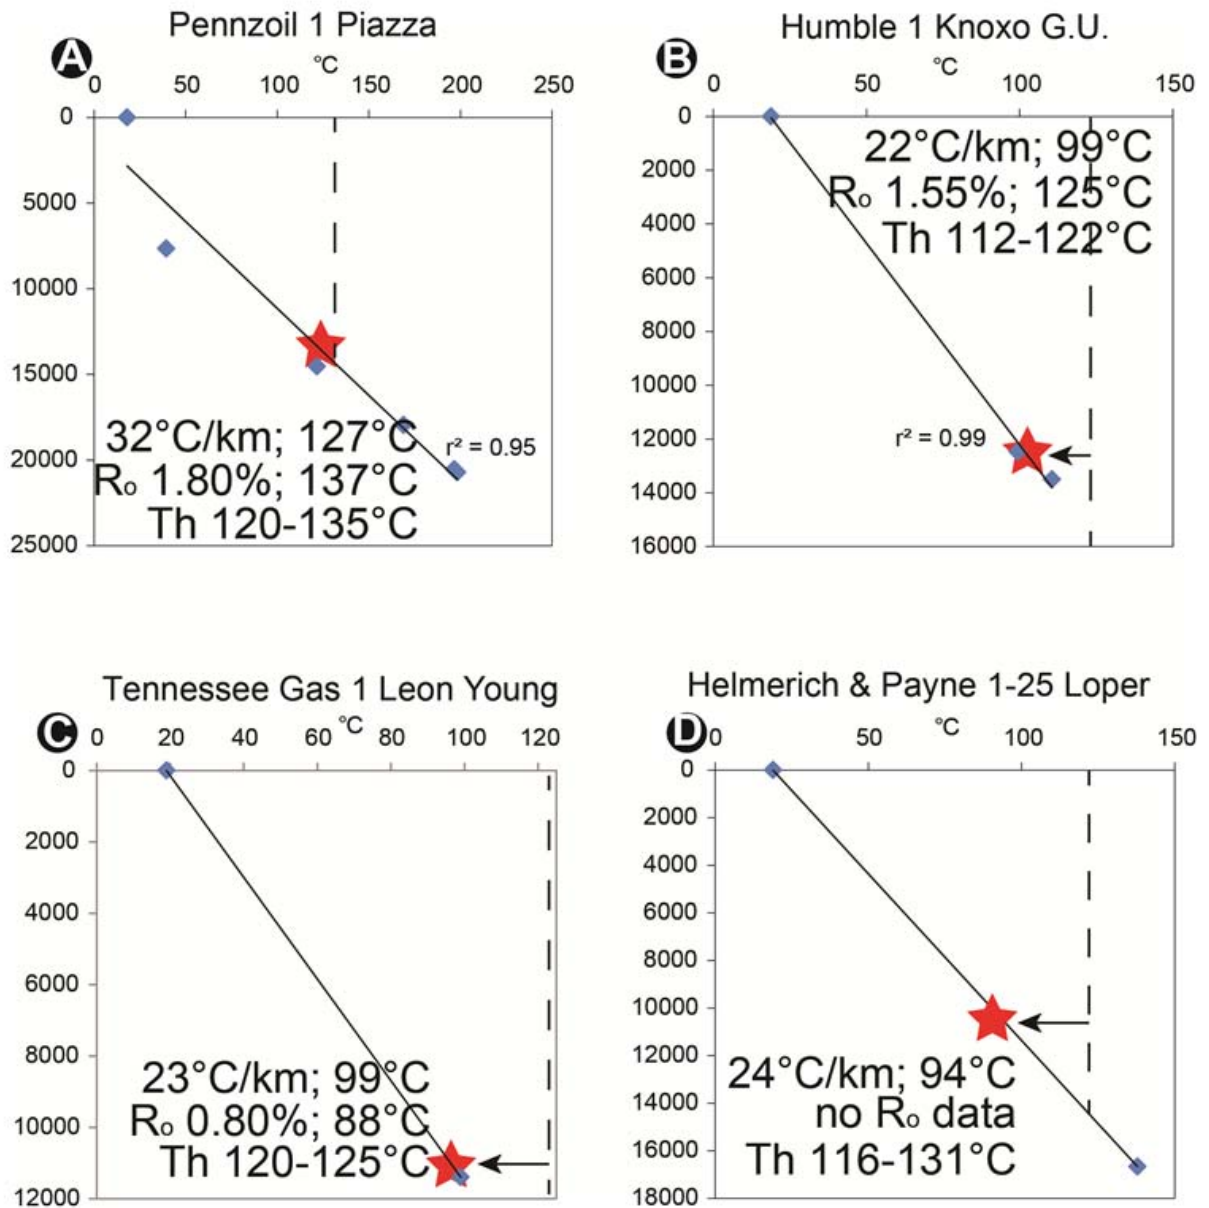 Pennzoil 1 Piazza
A
°C
0 50 100 150 200 250
0
5000
10000
15000
20000
25000
32°C/km; 127°C
r² = 0.95
Ro 1.80%; 137°C
Th 120-135°C
Humble 1 Knoxo G.U.
B
°C
0 50 100 150
0
2000
4000
6000
8000
10000
12000
14000
16000
22°C/km; 99°C
Ro 1.55%; 125°C
Th 112-122°C
r² = 0.99
Tennessee Gas 1 Leon Young
C
°C
0 20 40 60 80 100 120
0
2000
4000
6000
8000
10000
12000
23°C/km; 99°C
Ro 0.80%; 88°C
Th 120-125°C
Helmerich & Payne 1-25 Loper
D
°C
0 50 100 150
0
2000
4000
6000
8000
10000
12000
14000
16000
18000
24°C/km; 94°C
no Ro data
Th 116-131°C